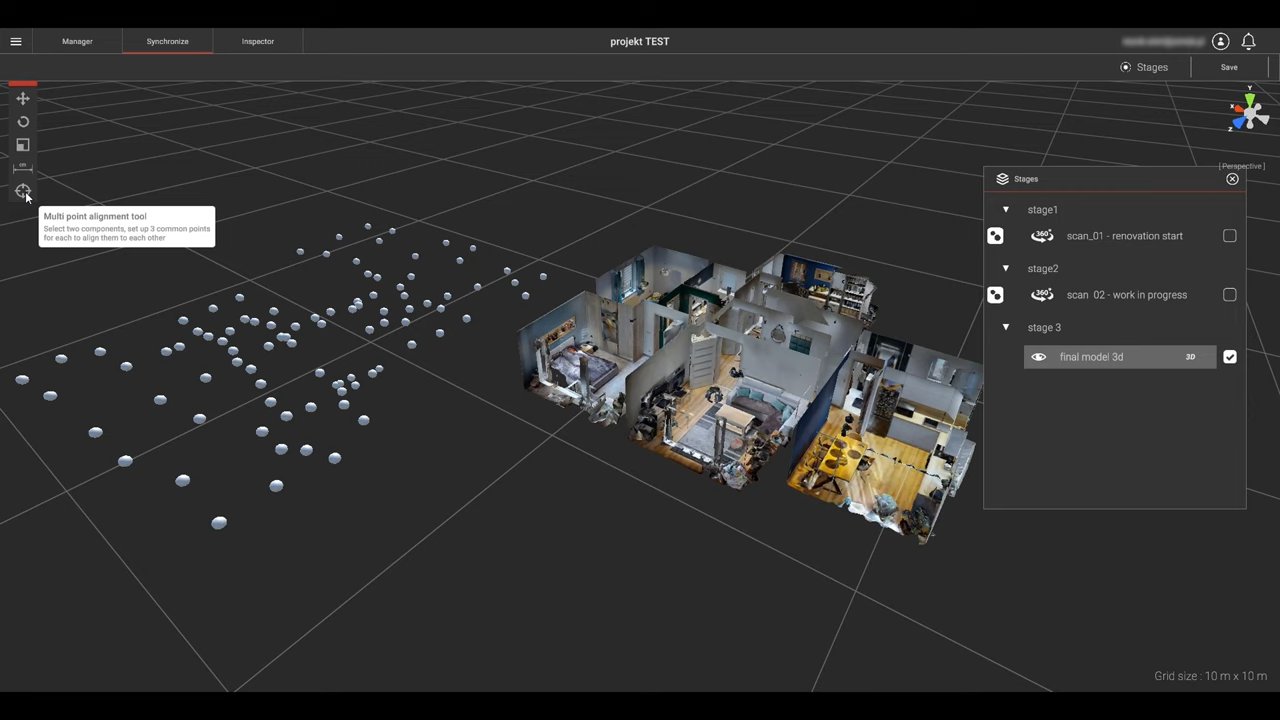 Manager
Synchronize
Inspector
projekt TEST
Stages
Save
Y
X
Z
[ Perspective ]
Multi point alignment tool
Select two components, set up 3 common points
for each to align them to each other
Stages
stage1
360°
scan_01 - renovation start
stage2
360°
scan_02 - work in progress
stage 3
final model 3d
3D
Grid size : 10 m x 10 m